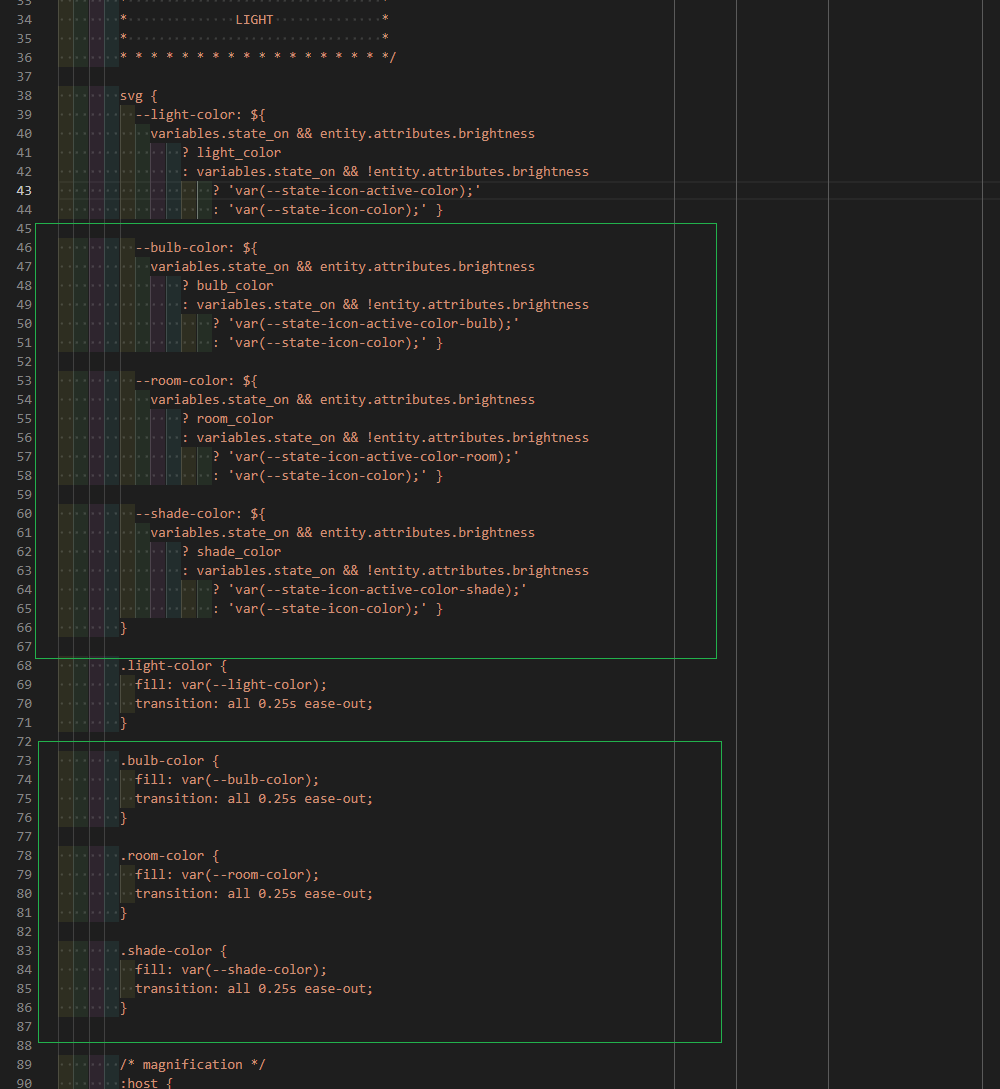 33 *                                 *
34 *              LIGHT              *
35 *                                 *
36 * * * * * * * * * * * * * * * * * */
37
38 svg {
39   --light-color: ${
40     variables.state_on && entity.attributes.brightness
41         ? light_color
42         : variables.state_on && !entity.attributes.brightness
43             ? 'var(--state-icon-active-color);'
44             : 'var(--state-icon-color);' }
45
46   --bulb-color: ${
47     variables.state_on && entity.attributes.brightness
48         ? bulb_color
49         : variables.state_on && !entity.attributes.brightness
50             ? 'var(--state-icon-active-color-bulb);'
51             : 'var(--state-icon-color);' }
52
53   --room-color: ${
54     variables.state_on && entity.attributes.brightness
55         ? room_color
56         : variables.state_on && !entity.attributes.brightness
57             ? 'var(--state-icon-active-color-room);'
58             : 'var(--state-icon-color);' }
59
60   --shade-color: ${
61     variables.state_on && entity.attributes.brightness
62         ? shade_color
63         : variables.state_on && !entity.attributes.brightness
64             ? 'var(--state-icon-active-color-shade);'
65             : 'var(--state-icon-color);' }
66 }
67
68 .light-color {
69   fill: var(--light-color);
70   transition: all 0.25s ease-out;
71 }
72
73 .bulb-color {
74   fill: var(--bulb-color);
75   transition: all 0.25s ease-out;
76 }
77
78 .room-color {
79   fill: var(--room-color);
80   transition: all 0.25s ease-out;
81 }
82
83 .shade-color {
84   fill: var(--shade-color);
85   transition: all 0.25s ease-out;
86 }
87
88
89 /* magnification */
90 :host {